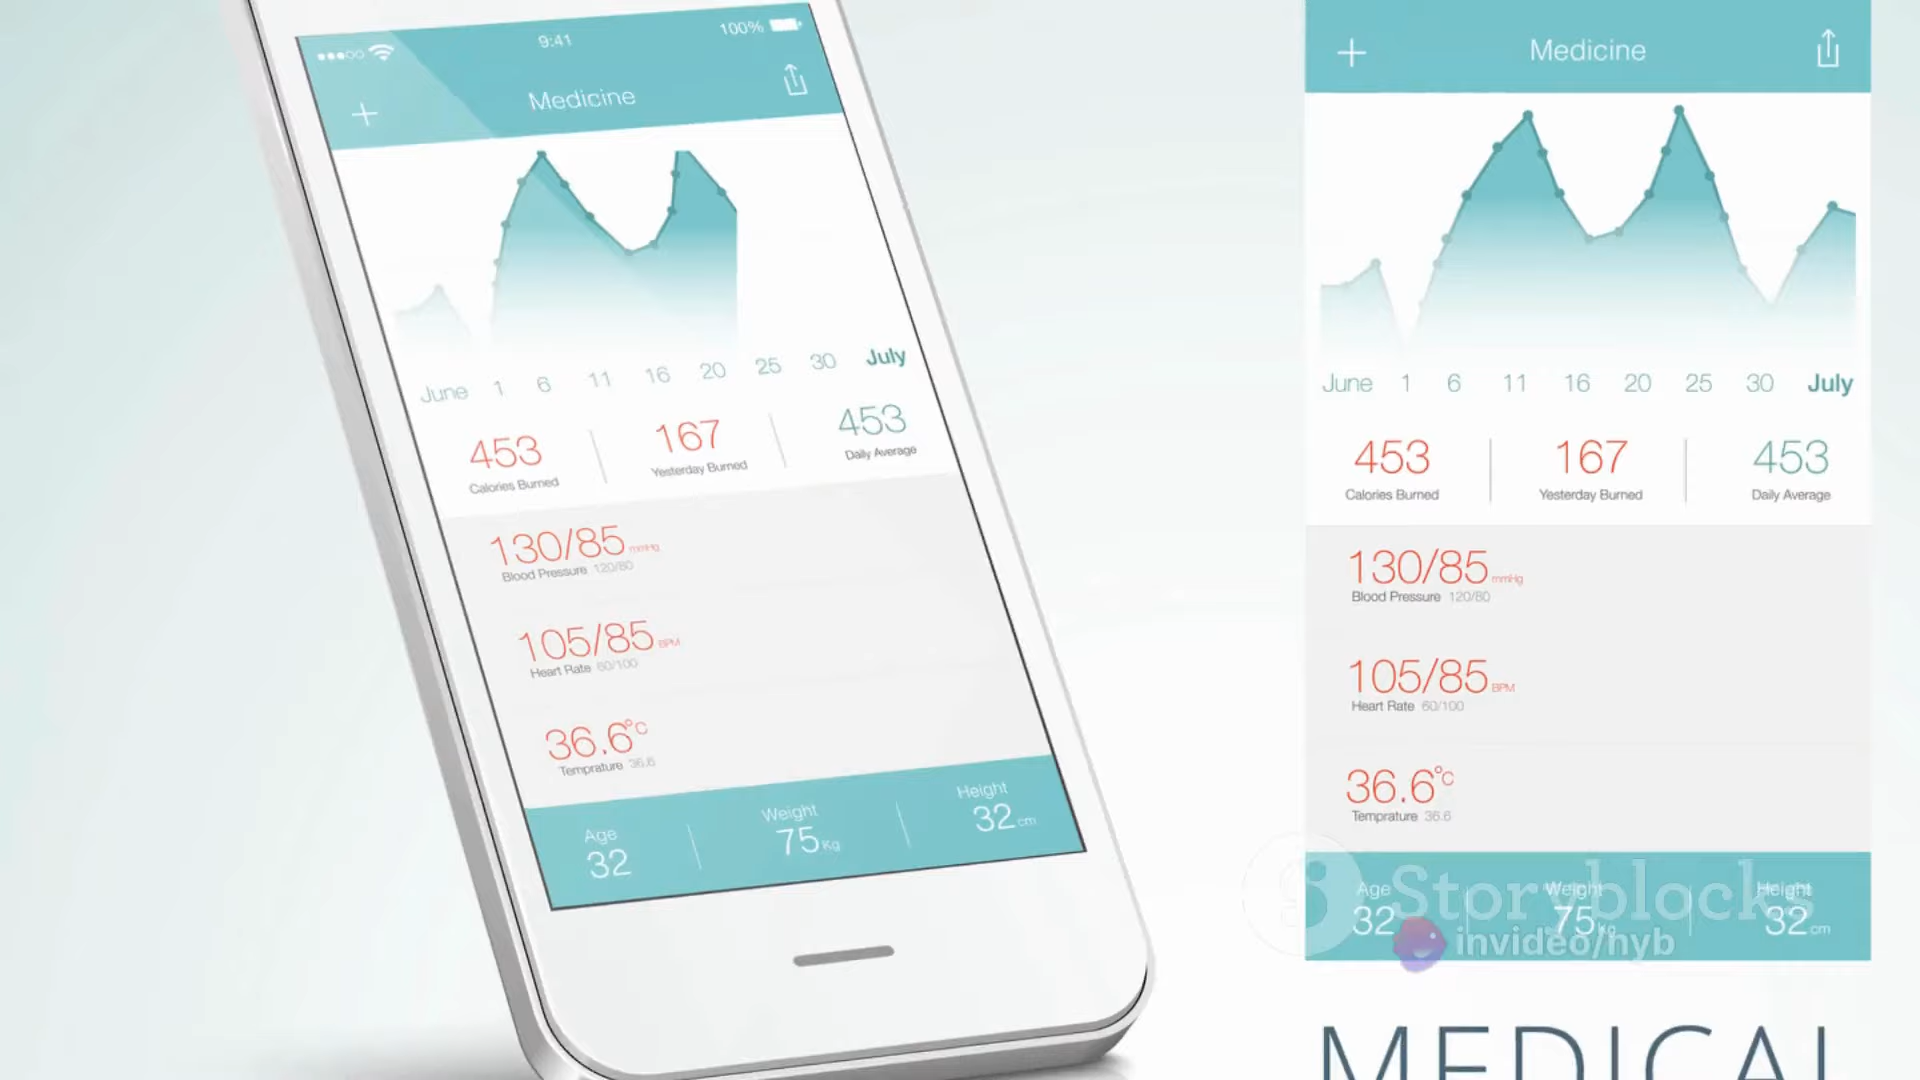 9:41
100%
Medicine
June 1 6 11 16 20 25 30 July
453 167 453
Calories Burned Yesterday Burned Daily Average
130/85 mmHg
Blood Pressure 120/80
105/85 BPM
Heart Rate 60/100
36.6°C
Temprature 36.6
Age Weight Height
32 75 Kg 32 cm
Medicine
June 1 6 11 16 20 25 30 July
453 167 453
Calories Burned Yesterday Burned Daily Average
130/85 mmHg
Blood Pressure 120/80
105/85 BPM
Heart Rate 60/100
36.6°C
Temprature 36.6
Age Weight Height
32 75 kg 32 cm
Storyblocks
invideo/hyb
MEDICAL